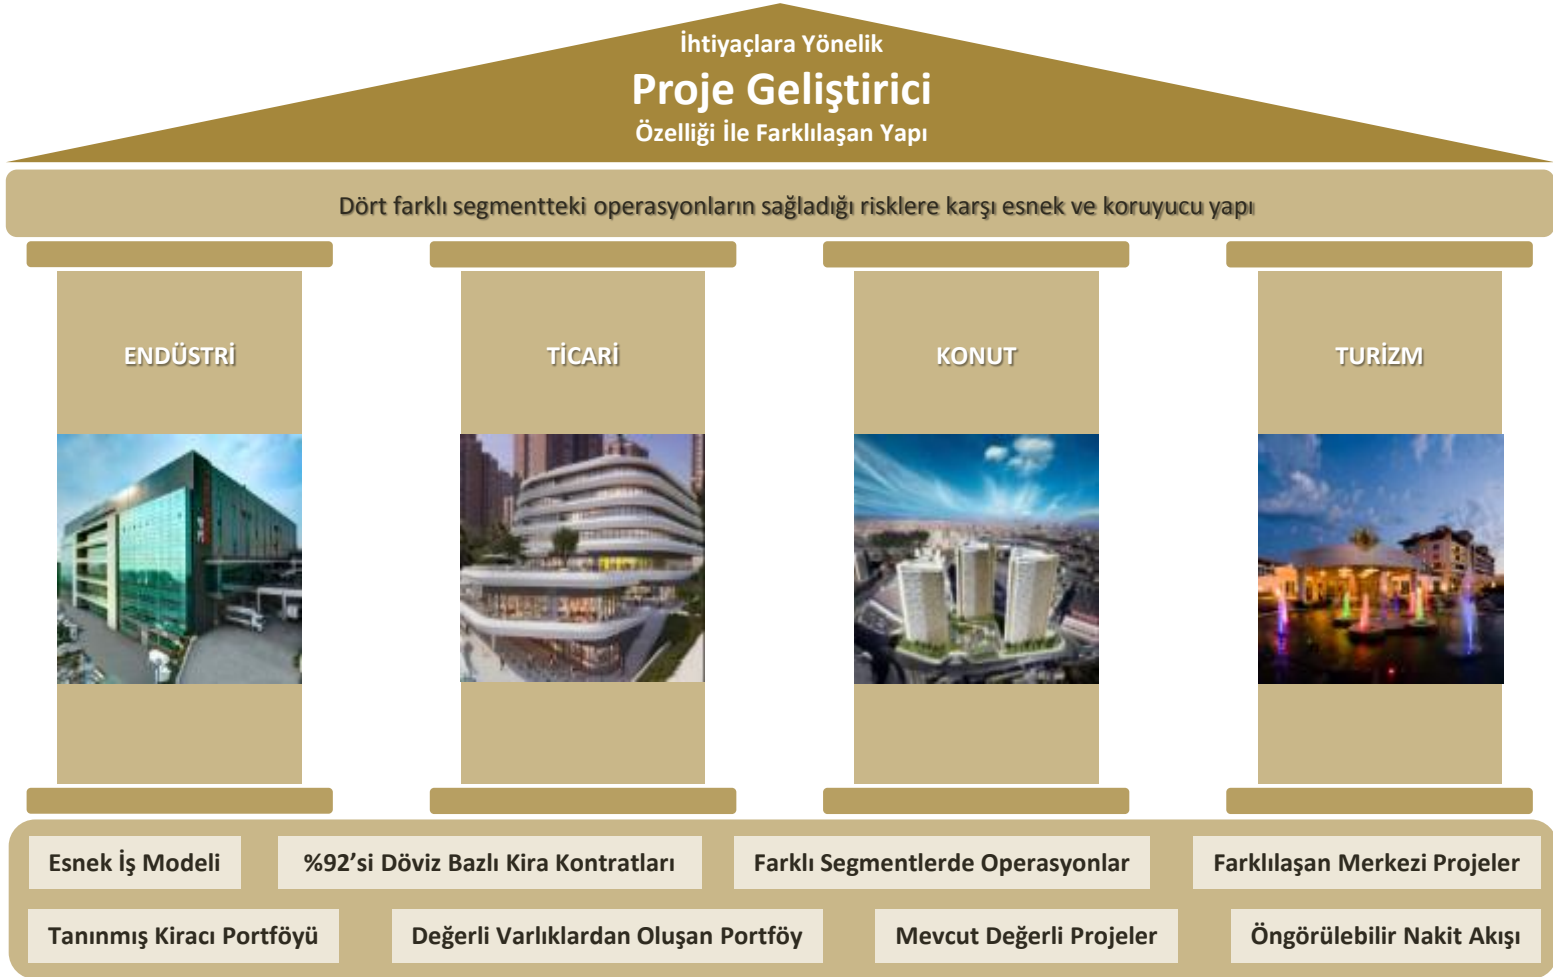 İhtiyaçlara Yönelik
Proje Geliştirici
Özelliği İle Farklılaşan Yapı
Dört farklı segmentteki operasyonların sağladığı risklere karşı esnek ve koruyucu yapı
ENDÜSTRİ
TİCARİ
KONUT
TURİZM
Esnek İş Modeli
%92’si Döviz Bazlı Kira Kontratları
Farklı Segmentlerde Operasyonlar
Farklılaşan Merkezi Projeler
Tanınmış Kiracı Portföyü
Değerli Varlıklardan Oluşan Portföy
Mevcut Değerli Projeler
Öngörülebilir Nakit Akışı